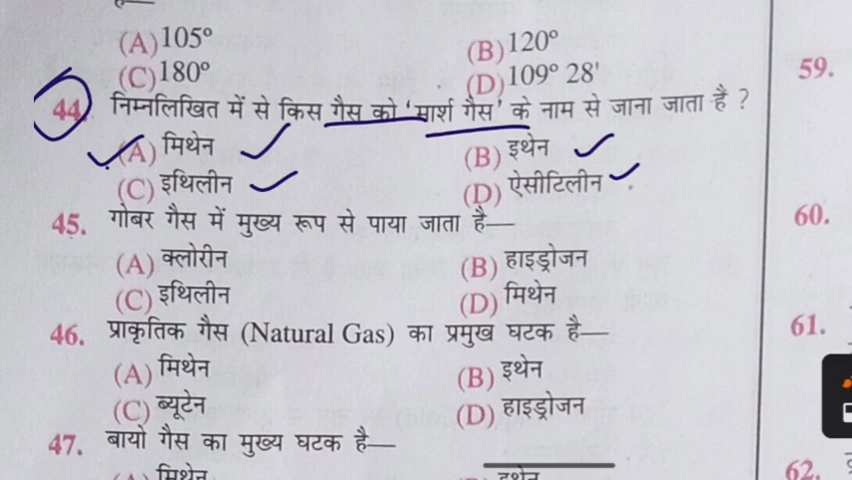 है—
(A) 105° (B) 120°
(C) 180° (D) 109° 28'
59.
44. निम्नलिखित में से किस गैस को 'मार्श गैस' के नाम से जाना जाता है ?
(A) मिथेन (B) इथेन
(C) इथिलीन (D) ऐसीटिलीन
45. गोबर गैस में मुख्य रूप से पाया जाता है—
60.
(A) क्लोरीन (B) हाइड्रोजन
(C) इथिलीन (D) मिथेन
46. प्राकृतिक गैस (Natural Gas) का प्रमुख घटक है—
61.
(A) मिथेन (B) इथेन
(C) ब्यूटेन (D) हाइड्रोजन
47. बायो गैस का मुख्य घटक है—
62.
(A) मिथेन इथेन